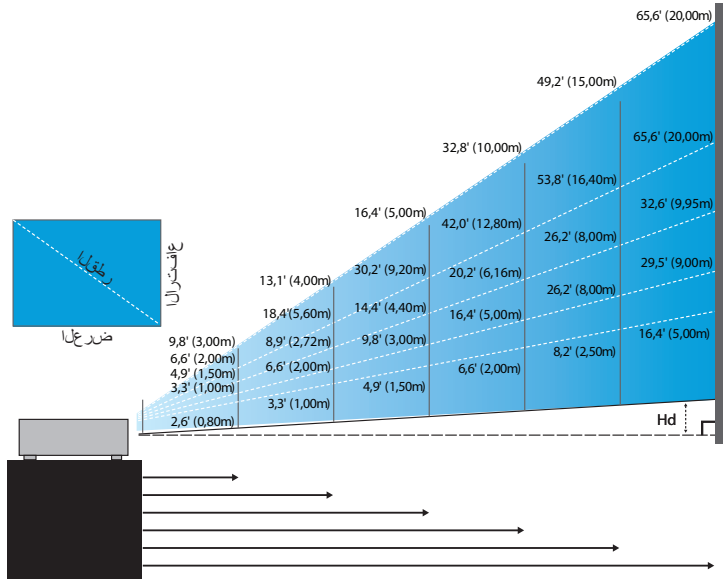 65,6' (20,00m)
49,2' (15,00m)
65,6' (20,00m)
32,8' (10,00m)
53,8' (16,40m)
32,6' (9,95m)
16,4' (5,00m)
42,0' (12,80m)
26,2' (8,00m)
29,5' (9,00m)
13,1' (4,00m)
30,2' (9,20m)
20,2' (6,16m)
26,2' (8,00m)
16,4' (5,00m)
18,4'(5,60m)
14,4' (4,40m)
16,4' (5,00m)
8,2' (2,50m)
9,8' (3,00m)
8,9' (2,72m)
9,8' (3,00m)
6,6' (2,00m)
6,6' (2,00m)
6,6' (2,00m)
4,9' (1,50m)
4,9' (1,50m)
3,3' (1,00m)
3,3' (1,00m)
2,6' (0,80m)
القطر
الارتفاع
العرض
Hd